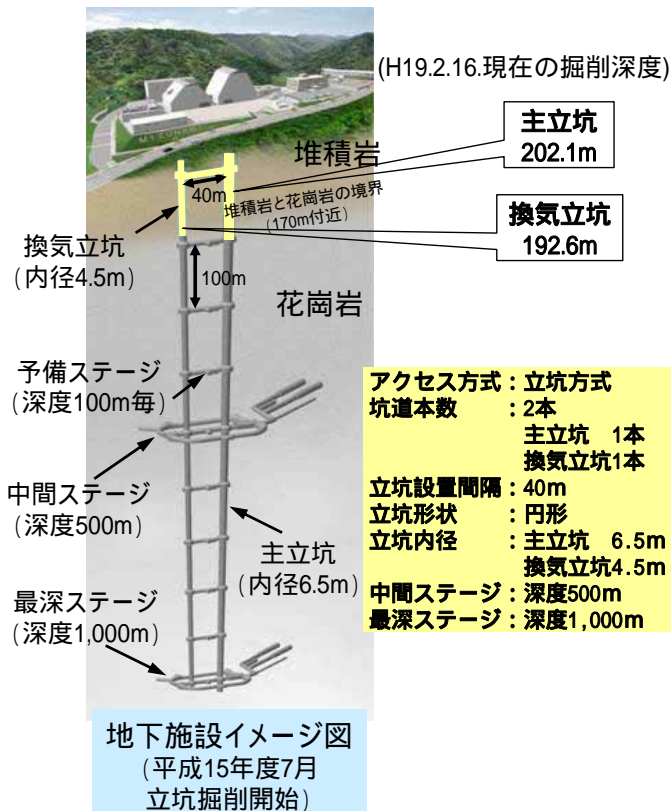 (H19.2.16.現在の掘削深度)
主立坑
202.1m
堆積岩
40m
堆積岩と花崗岩の境界
(170m付近)
換気立坑
192.6m
換気立坑
(内径4.5m)
100m
花崗岩
予備ステージ
(深度100m毎)
アクセス方式：立坑方式
坑道本数　　：2本
主立坑　1本
換気立坑1本
立坑設置間隔：40m
立坑形状　　：円形
立坑内径　　：主立坑　6.5m
換気立坑4.5m
中間ステージ：深度500m
最深ステージ：深度1,000m
中間ステージ
(深度500m)
主立坑
(内径6.5m)
最深ステージ
(深度1,000m)
地下施設イメージ図
(平成15年度7月
立坑掘削開始)